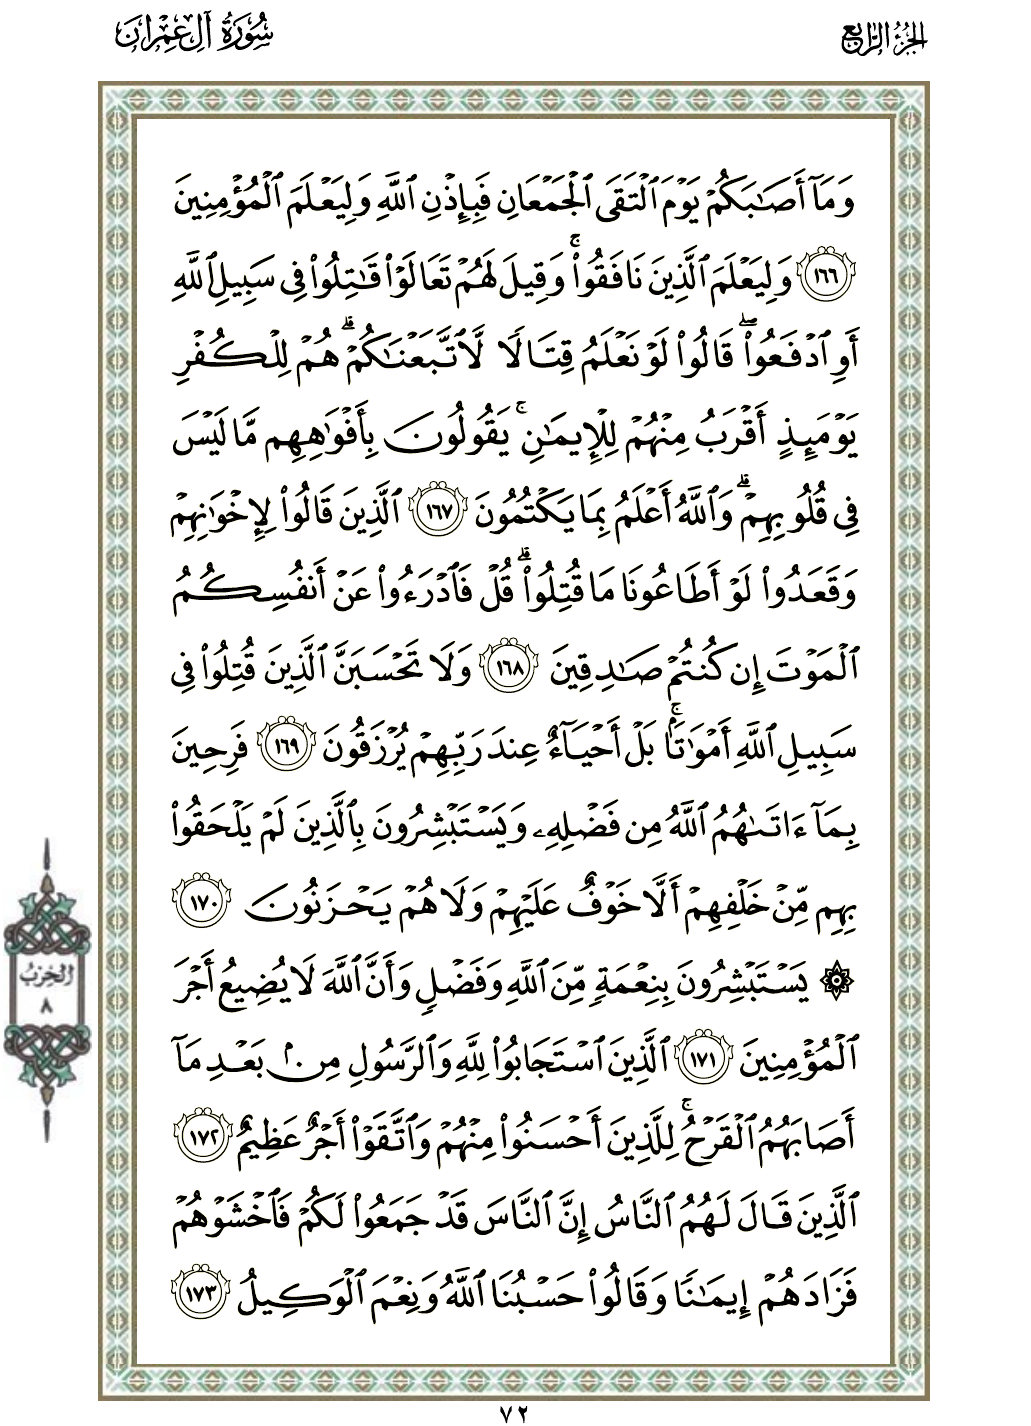 الجزء الرابع
سُورَةُ آلِ عِمْرَانَ
وَمَآ أَصَٰبَكُمْ يَوْمَ ٱلْتَقَى ٱلْجَمْعَانِ فَبِإِذْنِ ٱللَّهِ وَلِيَعْلَمَ ٱلْمُؤْمِنِينَ
١٦٦ وَلِيَعْلَمَ ٱلَّذِينَ نَافَقُوا۟ ۚ وَقِيلَ لَهُمْ تَعَالَوْا۟ قَٰتِلُوا۟ فِى سَبِيلِ ٱللَّهِ
أَوِ ٱدْفَعُوا۟ ۖ قَالُوا۟ لَوْ نَعْلَمُ قِتَالًا لَّٱتَّبَعْنَٰكُمْ ۗ هُمْ لِلْكُفْرِ
يَوْمَئِذٍ أَقْرَبُ مِنْهُمْ لِلْإِيمَٰنِ ۚ يَقُولُونَ بِأَفْوَٰهِهِم مَّا لَيْسَ
فِى قُلُوبِهِمْ ۗ وَٱللَّهُ أَعْلَمُ بِمَا يَكْتُمُونَ ١٦٧ ٱلَّذِينَ قَالُوا۟ لِإِخْوَٰنِهِمْ
وَقَعَدُوا۟ لَوْ أَطَاعُونَا مَا قُتِلُوا۟ ۗ قُلْ فَٱدْرَءُوا۟ عَنْ أَنفُسِكُمُ
ٱلْمَوْتَ إِن كُنتُمْ صَٰدِقِينَ ١٦٨ وَلَا تَحْسَبَنَّ ٱلَّذِينَ قُتِلُوا۟ فِى
سَبِيلِ ٱللَّهِ أَمْوَٰتًۢا ۚ بَلْ أَحْيَآءٌ عِندَ رَبِّهِمْ يُرْزَقُونَ ١٦٩ فَرِحِينَ
بِمَآ ءَاتَىٰهُمُ ٱللَّهُ مِن فَضْلِهِۦ وَيَسْتَبْشِرُونَ بِٱلَّذِينَ لَمْ يَلْحَقُوا۟
بِهِم مِّنْ خَلْفِهِمْ أَلَّا خَوْفٌ عَلَيْهِمْ وَلَا هُمْ يَحْزَنُونَ ١٧٠
۞ يَسْتَبْشِرُونَ بِنِعْمَةٍ مِّنَ ٱللَّهِ وَفَضْلٍ وَأَنَّ ٱللَّهَ لَا يُضِيعُ أَجْرَ
ٱلْمُؤْمِنِينَ ١٧١ ٱلَّذِينَ ٱسْتَجَابُوا۟ لِلَّهِ وَٱلرَّسُولِ مِنۢ بَعْدِ مَآ
أَصَابَهُمُ ٱلْقَرْحُ ۚ لِلَّذِينَ أَحْسَنُوا۟ مِنْهُمْ وَٱتَّقَوْا۟ أَجْرٌ عَظِيمٌ ١٧٢
ٱلَّذِينَ قَالَ لَهُمُ ٱلنَّاسُ إِنَّ ٱلنَّاسَ قَدْ جَمَعُوا۟ لَكُمْ فَٱخْشَوْهُمْ
فَزَادَهُمْ إِيمَٰنًا وَقَالُوا۟ حَسْبُنَا ٱللَّهُ وَنِعْمَ ٱلْوَكِيلُ ١٧٣
الحِزبُ
٨
٧٢